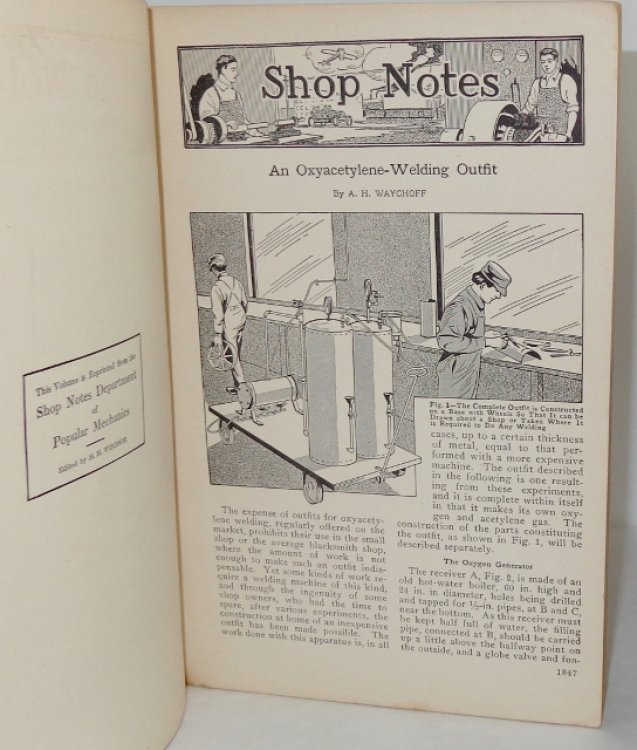 This Volume is Reprinted from the
Shop Notes Department
of
Popular Mechanics
Edited by H. H. WINDSOR
Shop Notes
An Oxyacetylene-Welding Outfit
By A. H. WAYCHOFF
Fig. 1—The Complete Outfit is Constructed
on a Base with Wheels So That It can be
Drawn about a Shop or Taken Where It
is Required to Do Any Welding
The expense of outfits for oxyacety-
lene welding, regularly offered on the
market, prohibits their use in the small
shop or the average blacksmith shop,
where the amount of work is not
enough to make such an outfit indis-
pensable. Yet some kinds of work re-
quire a welding machine of this kind,
and through the ingenuity of some
shop owners, who had the time to
spare, after various experiments, the
construction at home of an inexpensive
outfit has been made possible. The
work done with this apparatus is, in all
cases, up to a certain thickness
of metal, equal to that per-
formed with a more expensive
machine. The outfit described
in the following is one result-
ing from these experiments,
and it is complete within itself
in that it makes its own oxy-
gen and acetylene gas. The
construction of the parts constituting
the outfit, as shown in Fig. 1, will be
described separately.
The Oxygen Generator
The receiver A, Fig. 2, is made of an
old hot-water boiler, 60 in. high and
24 in. in diameter, holes being drilled
and tapped for ½-in. pipes, at B and C,
near the bottom. As this receiver must
be kept half full of water, the filling
pipe, connected at B, should be carried
up a little above the halfway point on
the outside, and a globe valve and fun-
1847